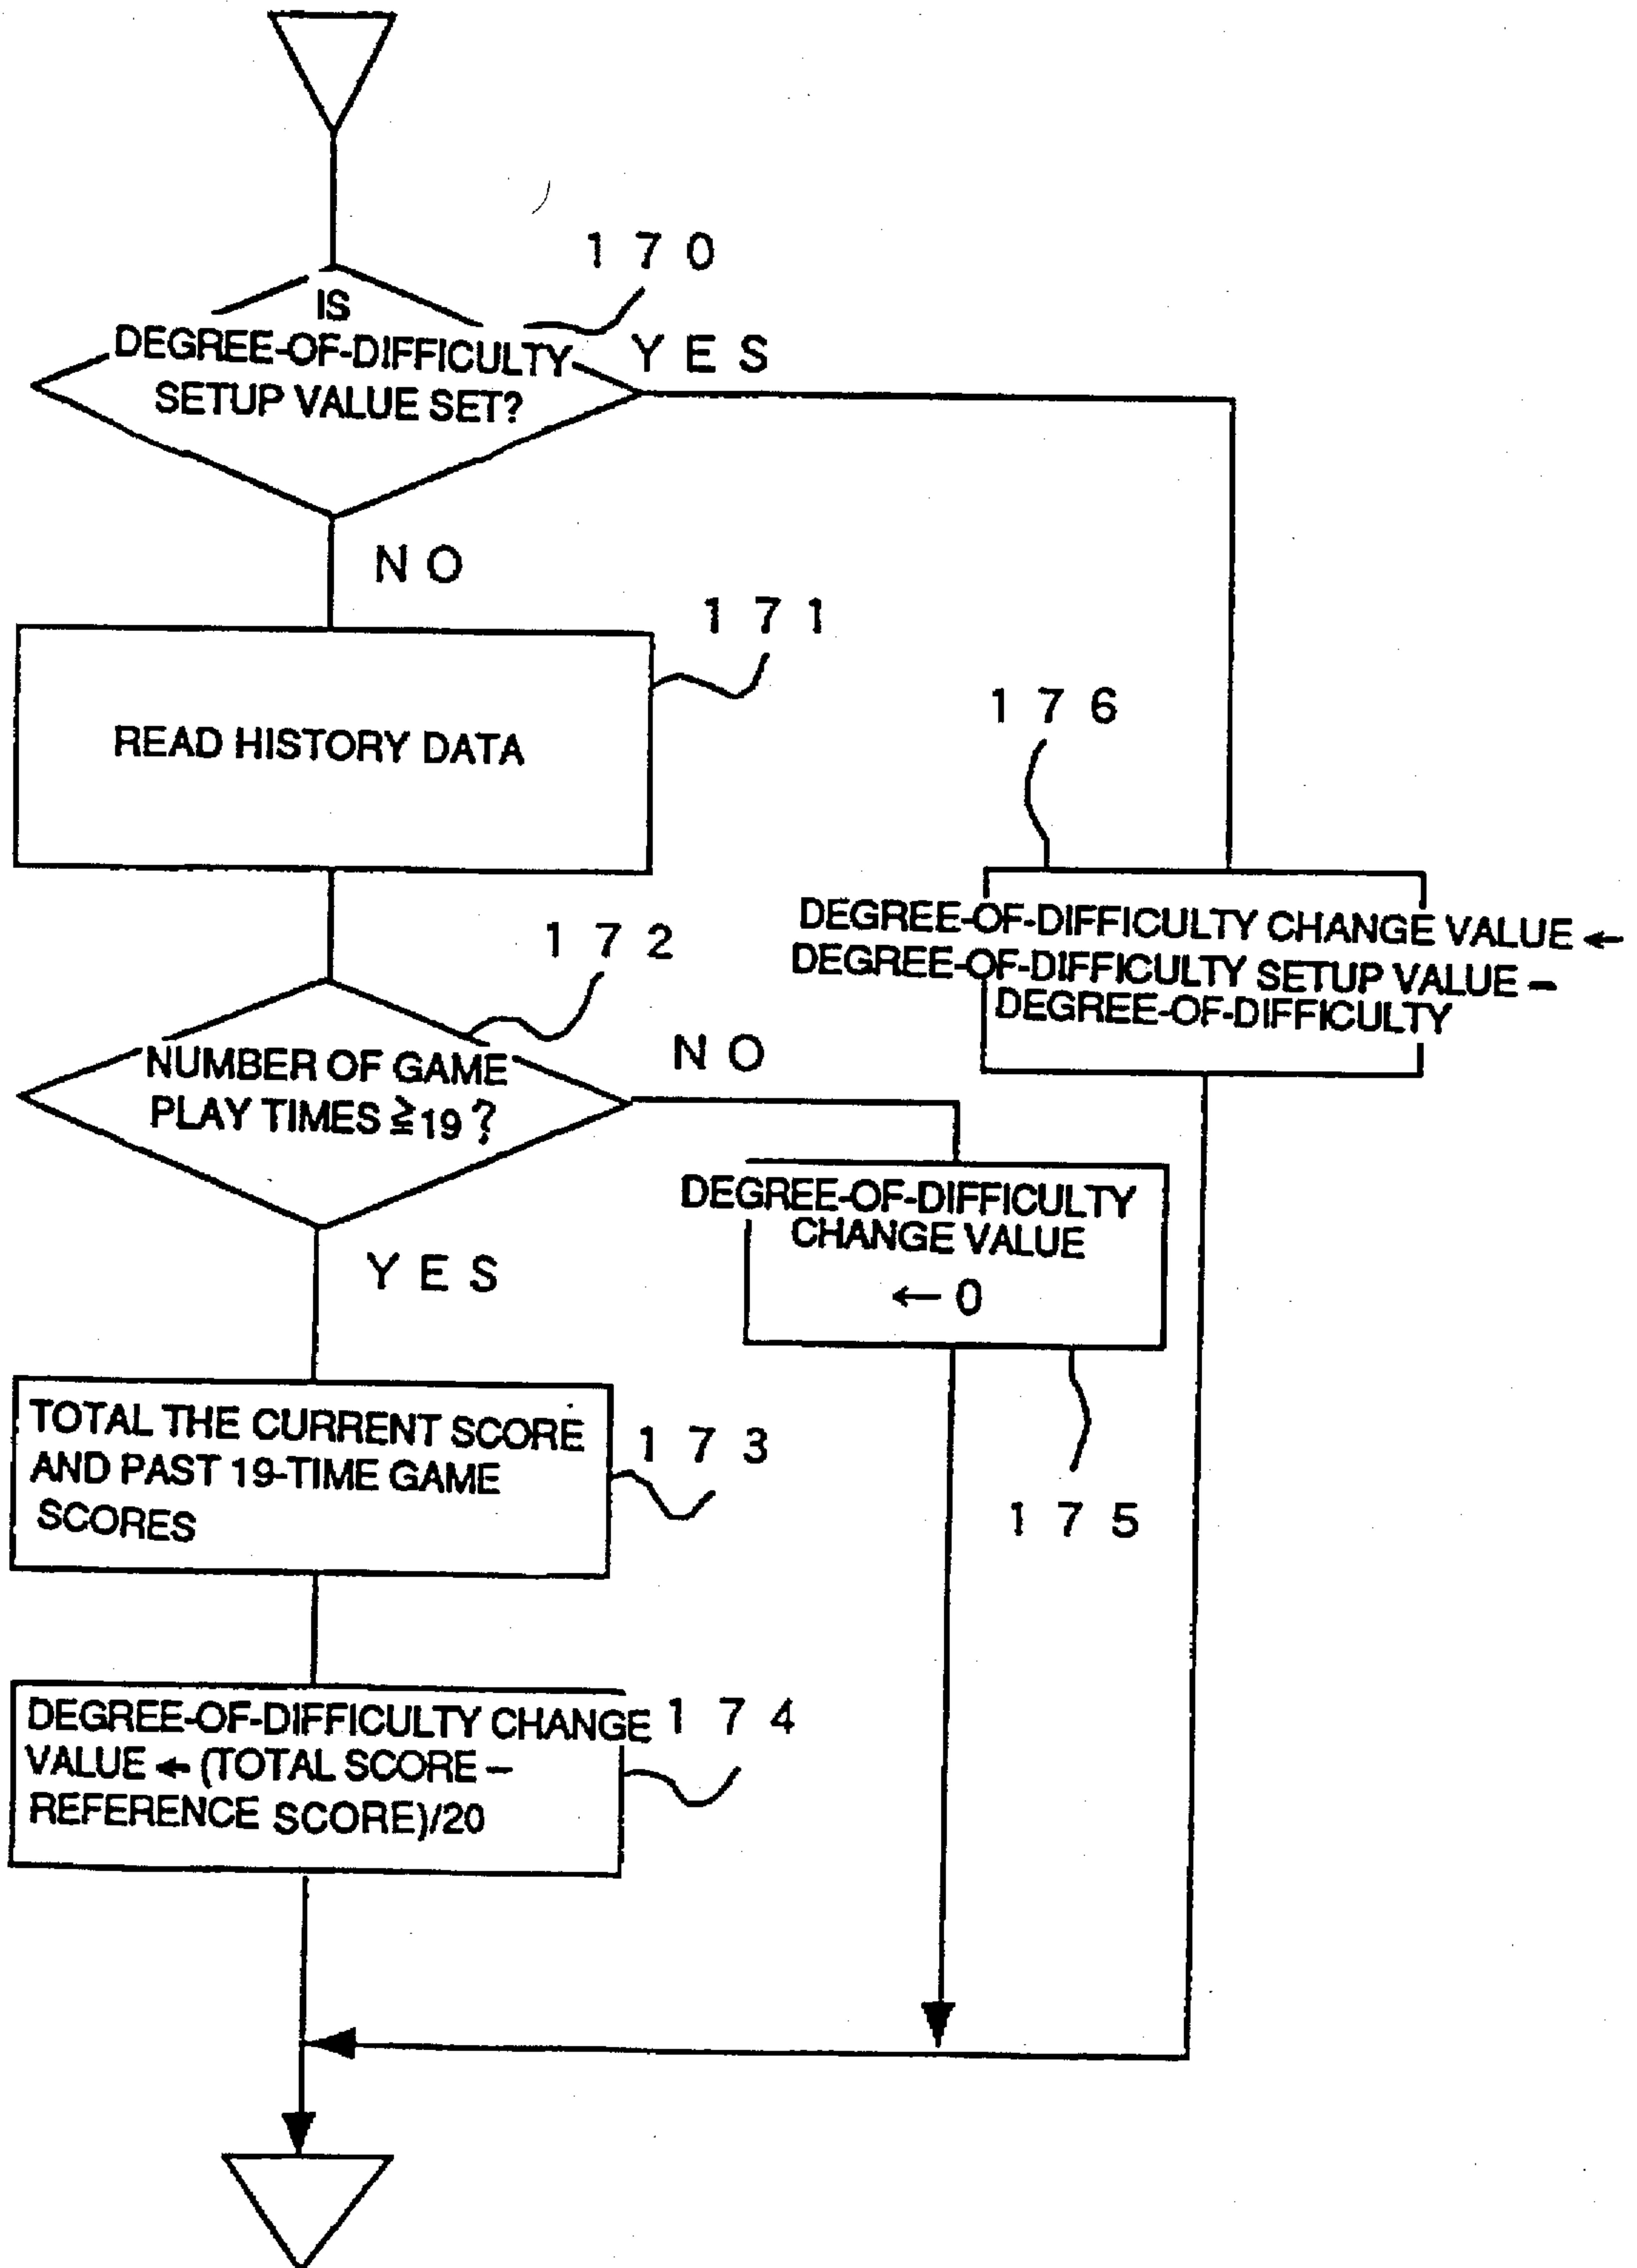 1 7 0
IS
DEGREE-OF-DIFFICULTY
SETUP VALUE SET?
Y E S
N O
1 7 1
READ HISTORY DATA
1 7 6
DEGREE-OF-DIFFICULTY CHANGE VALUE ←
DEGREE-OF-DIFFICULTY SETUP VALUE –
DEGREE-OF-DIFFICULTY
1 7 2
NUMBER OF GAME
PLAY TIMES ≧19 ?
N O
DEGREE-OF-DIFFICULTY
CHANGE VALUE
← 0
1 7 5
Y E S
TOTAL THE CURRENT SCORE
AND PAST 19-TIME GAME
SCORES
1 7 3
DEGREE-OF-DIFFICULTY CHANGE
VALUE ← (TOTAL SCORE –
REFERENCE SCORE)/20
1 7 4